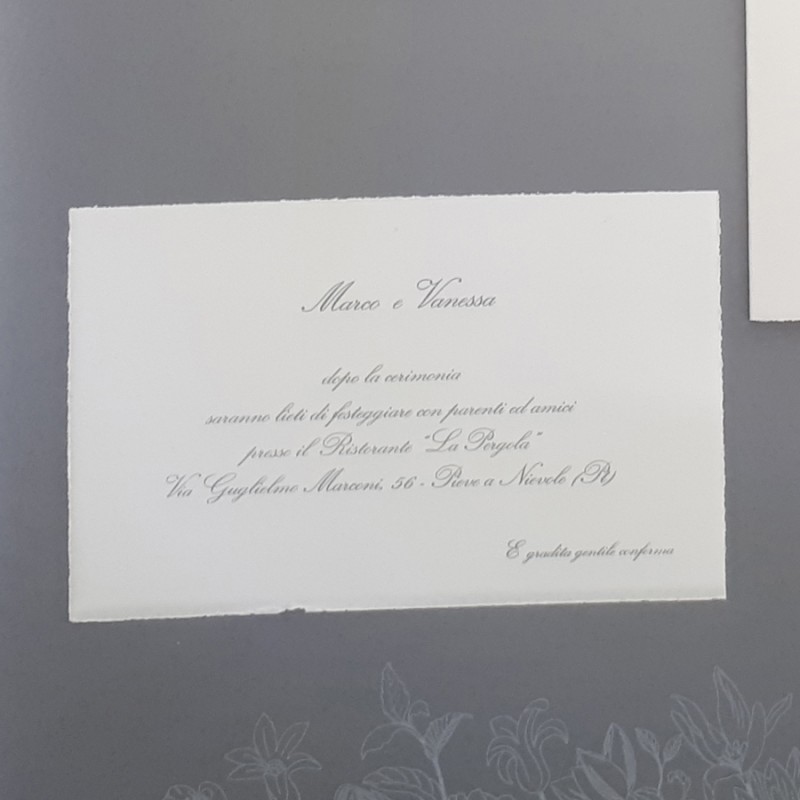 Marco e Vanessa
dopo la cerimonia
saranno lieti di festeggiare con parenti ed amici
presso il Ristorante "La Pergola"
Via Guglielmo Marconi, 56 - Pieve a Nievole (Pt)
E gradita gentile conferma